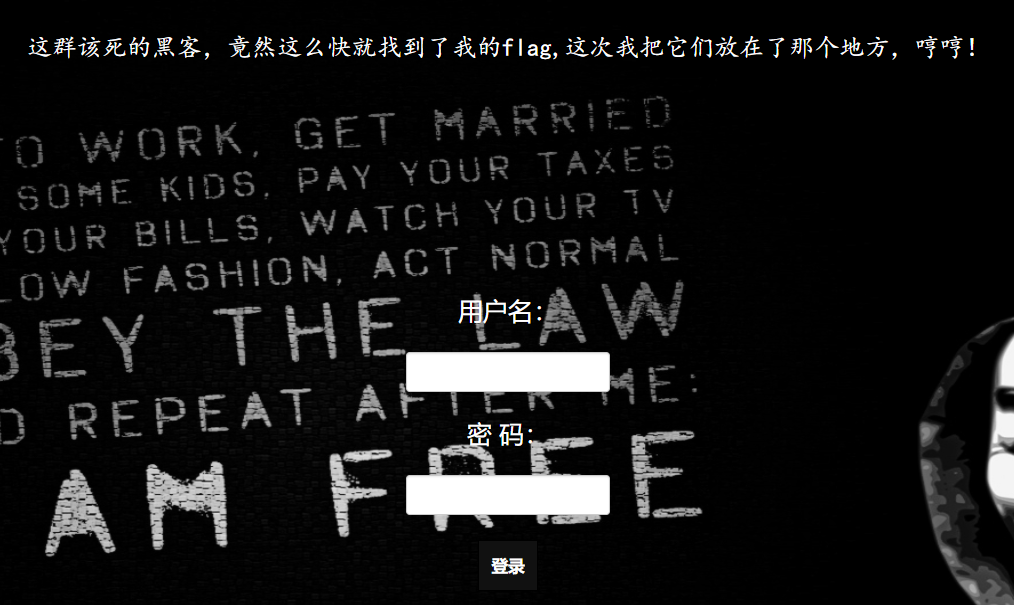 这群该死的黑客，竟然这么快就找到了我的flag,这次我把它们放在了那个地方，哼哼！
TO WORK, GET MARRIED
SOME KIDS, PAY YOUR TAXES
YOUR BILLS, WATCH YOUR TV
LOW FASHION, ACT NORMAL
BEY THE LAW
D REPEAT AFTER ME:
AM FREE
用户名：
密 码：
登录